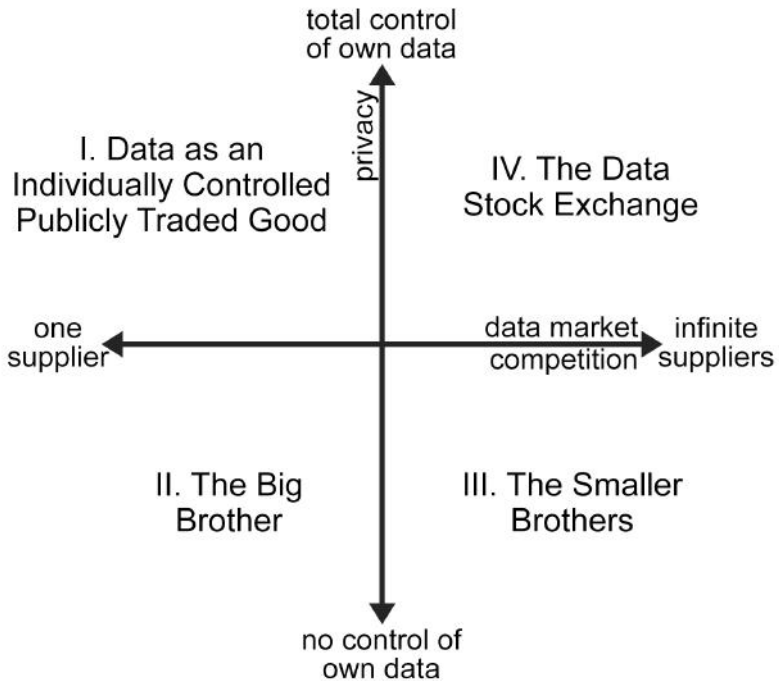 total control
of own data
privacy
I. Data as an
Individually Controlled
Publicly Traded Good
IV. The Data
Stock Exchange
one
supplier
data market
competition
infinite
suppliers
II. The Big
Brother
III. The Smaller
Brothers
no control of
own data